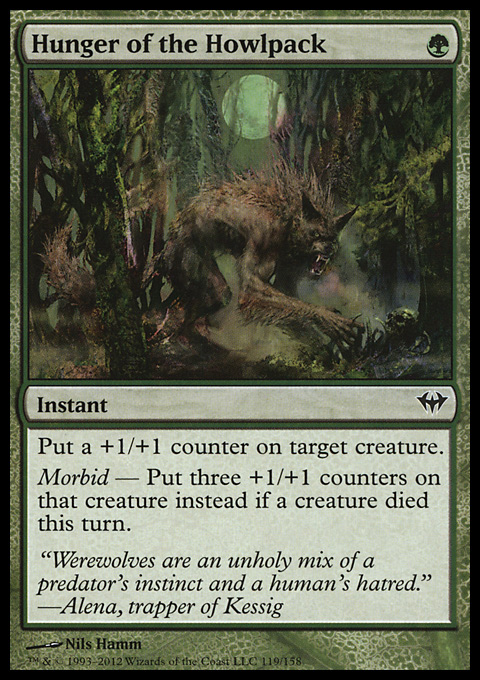 Hunger of the Howlpack
Instant
Put a +1/+1 counter on target creature.
Morbid — Put three +1/+1 counters on
that creature instead if a creature died
this turn.
“Werewolves are an unholy mix of a
predator’s instinct and a human’s hatred.”
—Alena, trapper of Kessig
Nils Hamm
™ & © 1993–2012 Wizards of the Coast LLC 119/158